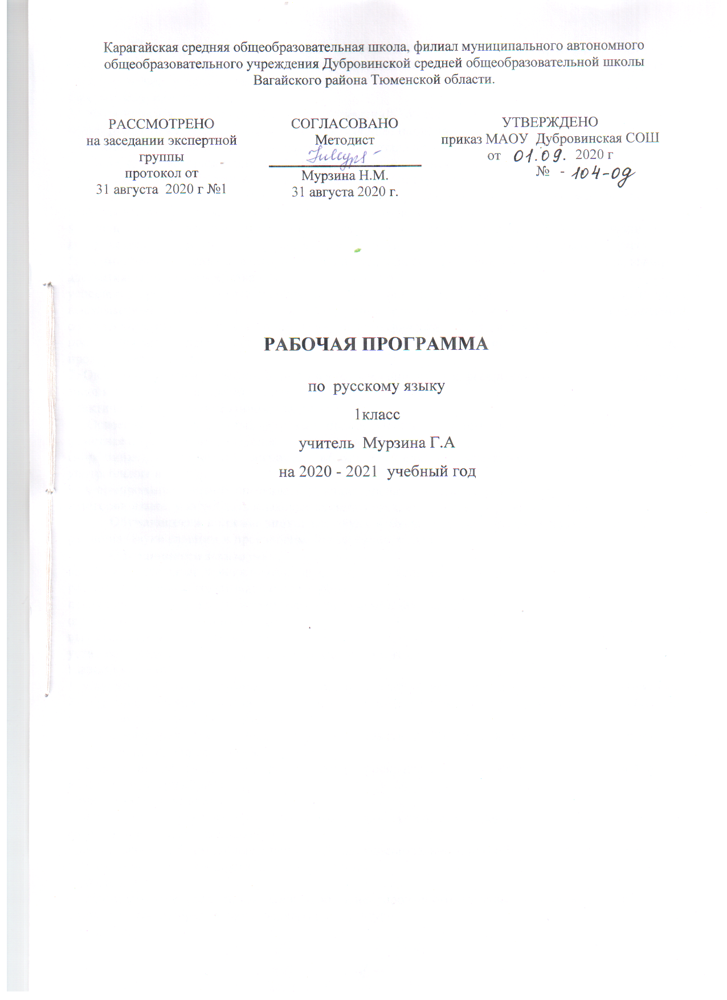 Карагайская средняя общеобразовательная школа, филиал муниципального автономного
общеобразовательного учреждения Дубровинской средней общеобразовательной школы
Вагайского района Тюменской области.
РАССМОТРЕНО
на заседании экспертной
группы
протокол от
31 августа 2020 г №1
СОГЛАСОВАНО
Методист
Мурзина Н.М.
31 августа 2020 г.
УТВЕРЖДЕНО
приказ МАОУ Дубровинская СОШ
от 01.09. 2020 г
№ - 104-од
РАБОЧАЯ ПРОГРАММА
по русскому языку
1класс
учитель Мурзина Г.А
на 2020 - 2021 учебный год